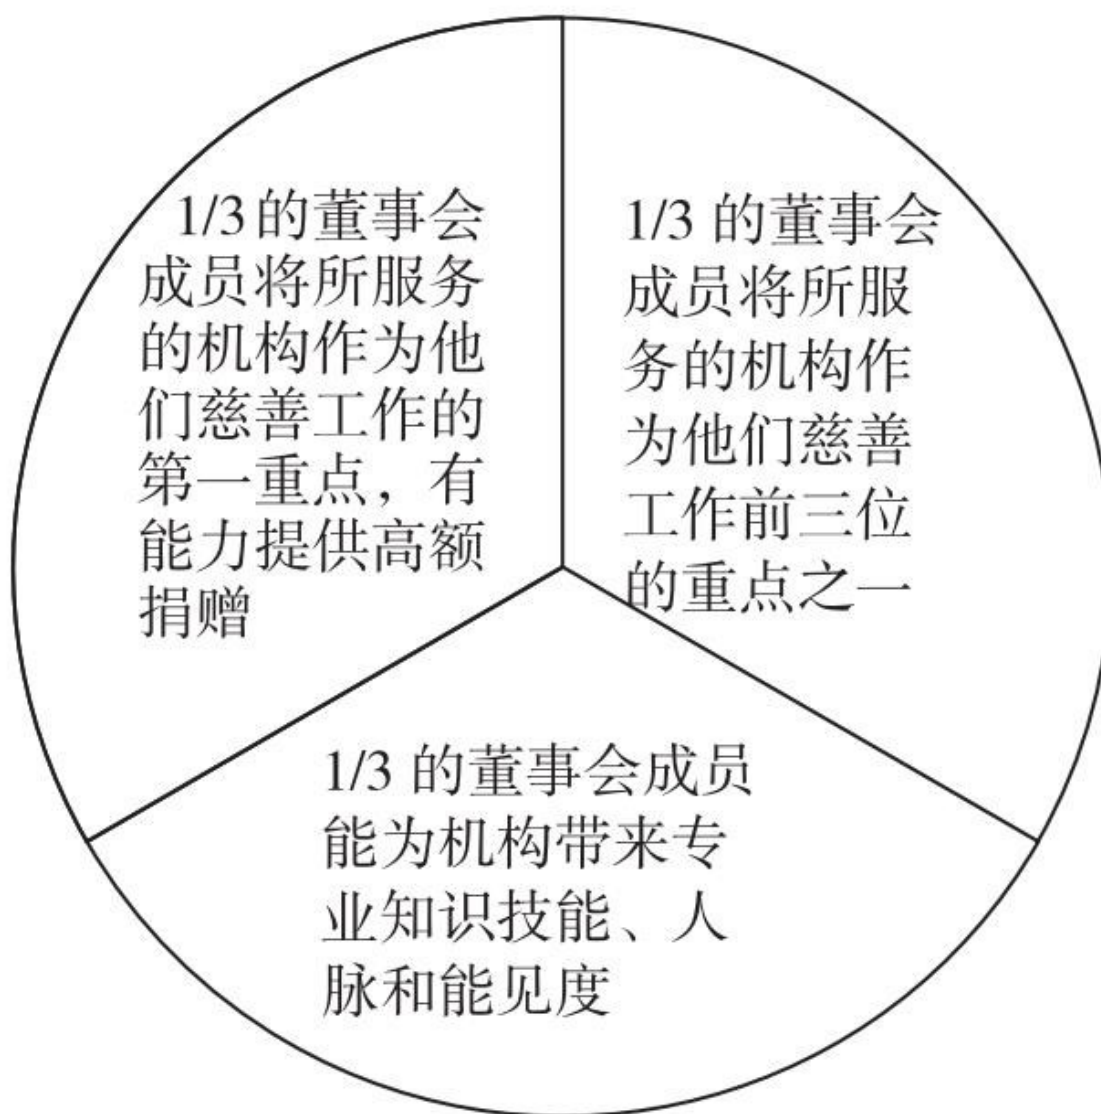 1/3的董事会
成员将所服务
的机构作为他
们慈善工作的
第一重点，有
能力提供高额
捐赠
1/3 的董事会
成员将所服
务的机构作
为他们慈善
工作前三位
的重点之一
1/3 的董事会成员
能为机构带来专
业知识技能、人
脉和能见度